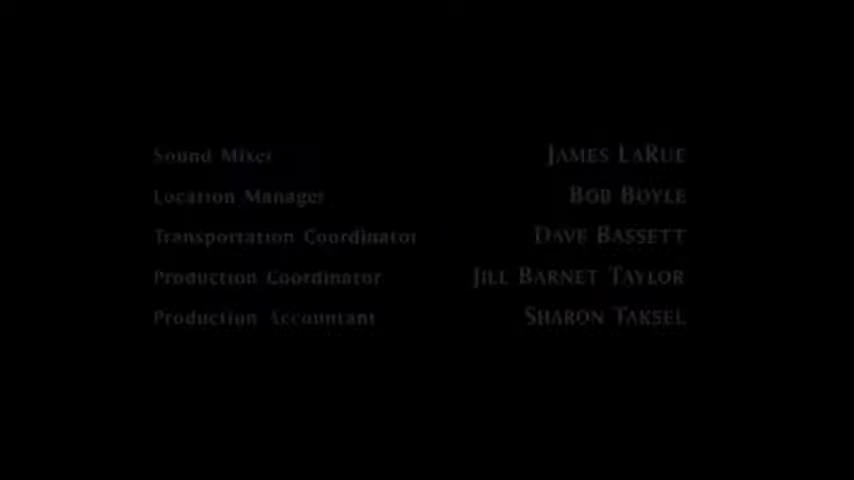 Sound Mixer JAMES LARUE
Location Manager BOB BOYLE
Transportation Coordinator DAVE BASSETT
Production Coordinator JILL BARNET TAYLOR
Production Accountant SHARON TAKSEL